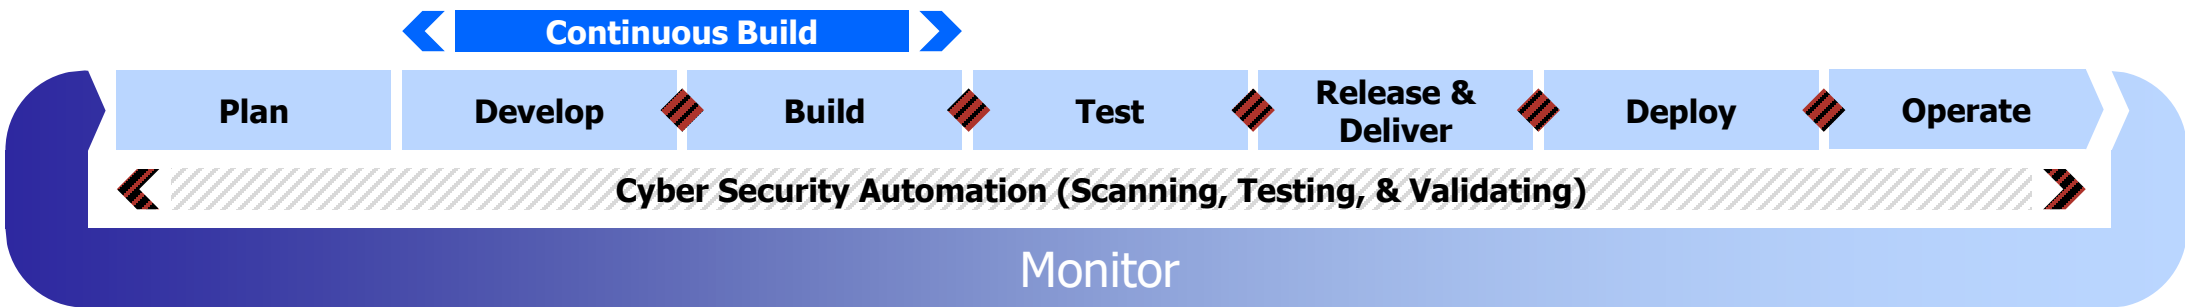 Continuous Build
Plan
Develop
Build
Test
Release &
Deliver
Deploy
Operate
Cyber Security Automation (Scanning, Testing, & Validating)
Monitor